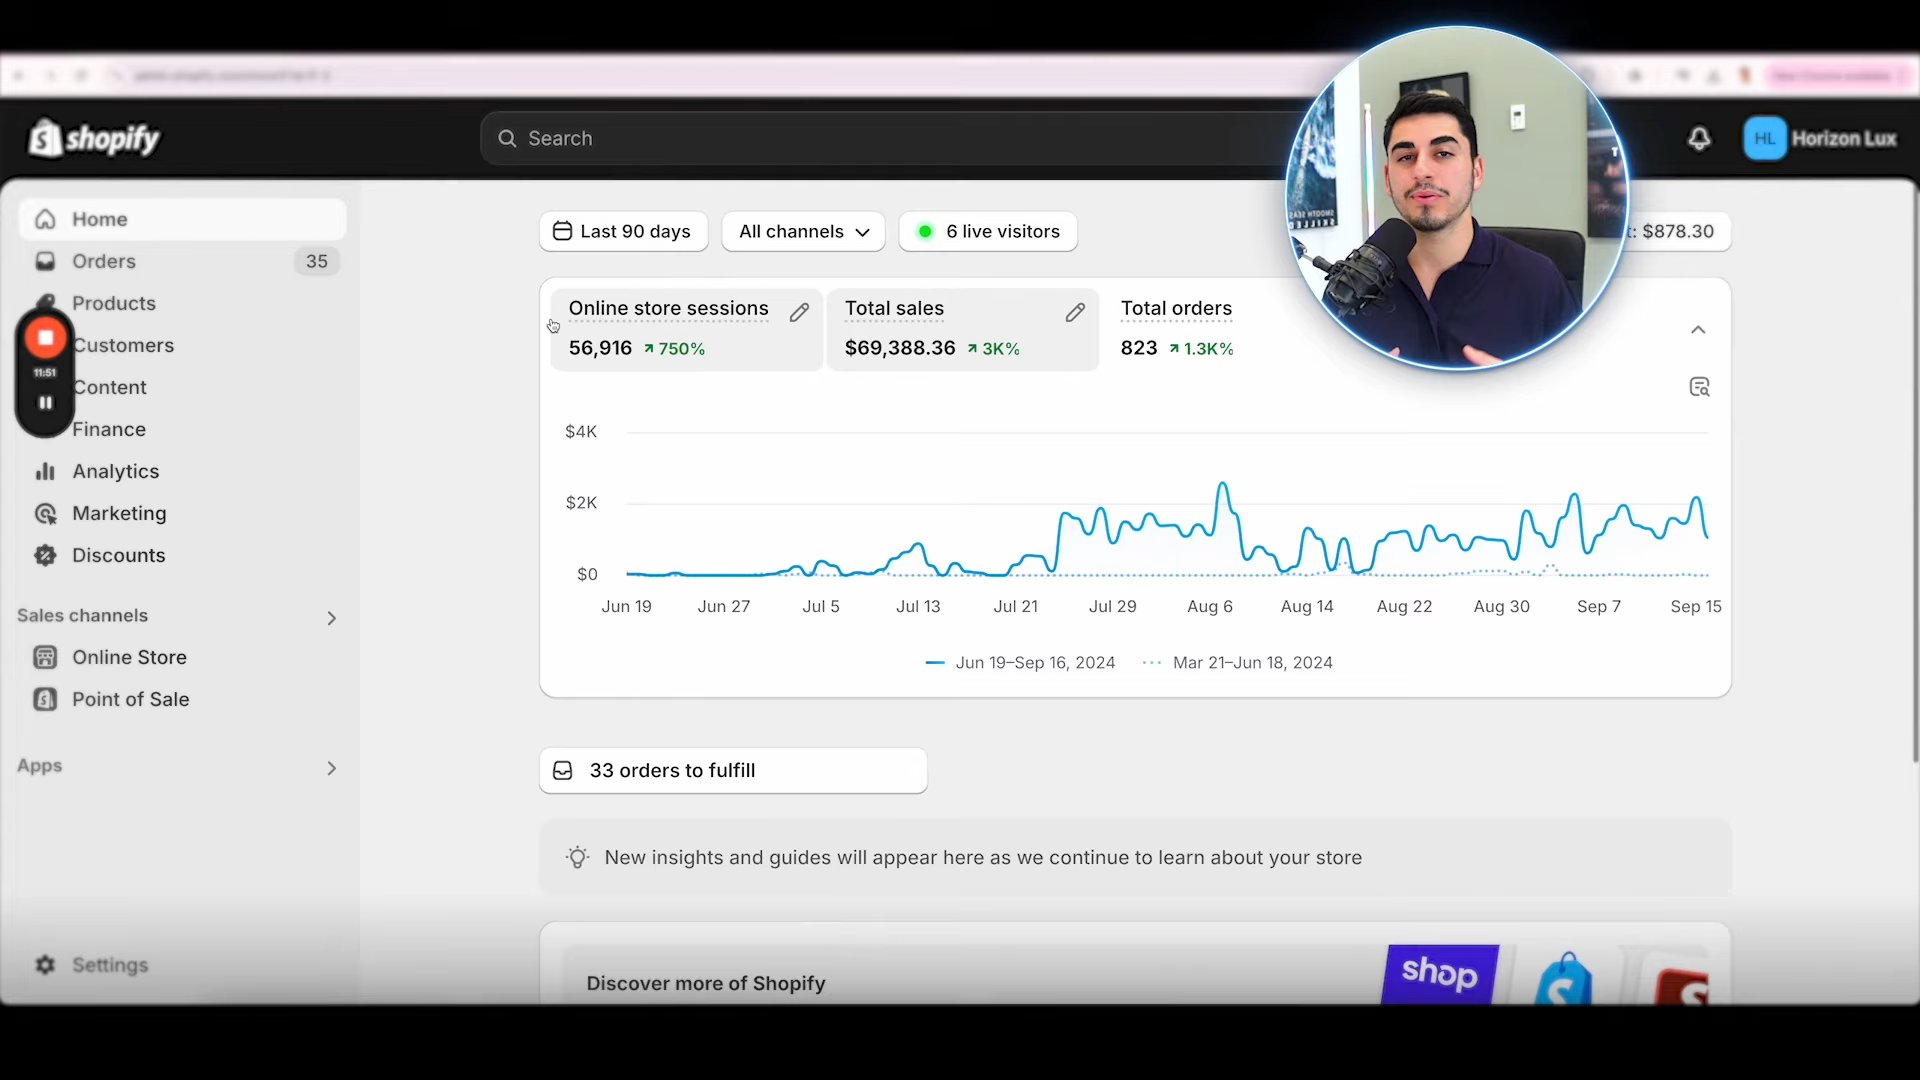 shopify
Search
HL
Horizon Lux
Home
Orders
35
Products
11:51
Customers
Content
Finance
Analytics
Marketing
Discounts
Sales channels
Online Store
Point of Sale
Apps
Settings
Last 90 days
All channels
6 live visitors
t: $878.30
Online store sessions
56,916 750%
Total sales
$69,388.36 3K%
Total orders
823 1.3K%
$4K
$2K
$0
Jun 19
Jun 27
Jul 5
Jul 13
Jul 21
Jul 29
Aug 6
Aug 14
Aug 22
Aug 30
Sep 7
Sep 15
Jun 19–Sep 16, 2024
Mar 21–Jun 18, 2024
33 orders to fulfill
New insights and guides will appear here as we continue to learn about your store
Discover more of Shopify
shop